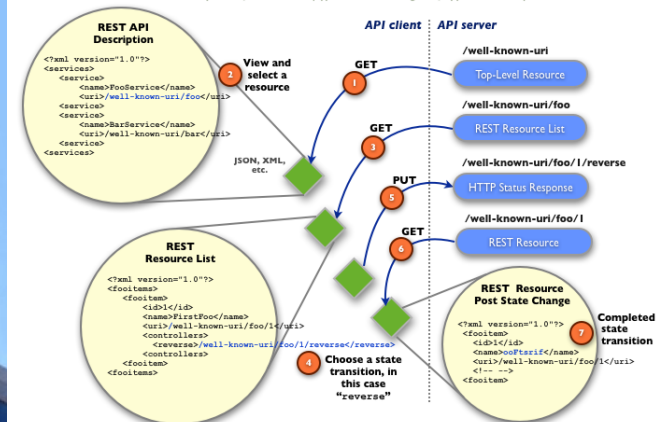 API client
API server
REST API
Description
<?xml version="1.0"?>
<services>
<service>
<name>FooService</name>
<uri>/well-known-uri/foo</uri>
<service>
<service>
<name>BarService</name>
<uri>/well-known-uri/bar</uri>
<service>
<services>
2
View and
select a
resource
GET
1
/well-known-uri
Top-Level Resource
GET
3
/well-known-uri/foo
REST Resource List
JSON, XML,
etc.
PUT
5
/well-known-uri/foo/1/reverse
HTTP Status Response
GET
6
/well-known-uri/foo/1
REST Resource
REST
Resource List
<?xml version="1.0"?>
<fooitems>
<fooitem>
<id>1</id>
<name>FirstFoo</name>
<uri>/well-known-uri/foo/1</uri>
<controllers>
<reverse>/well-known-uri/foo/1/reverse</reverse>
<controllers>
<fooitem>
<fooitems>
4
Choose a state
transition, in
this case
"reverse"
REST Resource
Post State Change
<?xml version="1.0"?>
<fooitem>
<id>1</id>
<name>ooFtsrif</name>
<uri>/well-known-uri/foo/1</uri>
<!-- -->
<fooitem>
7
Completed
state
transition